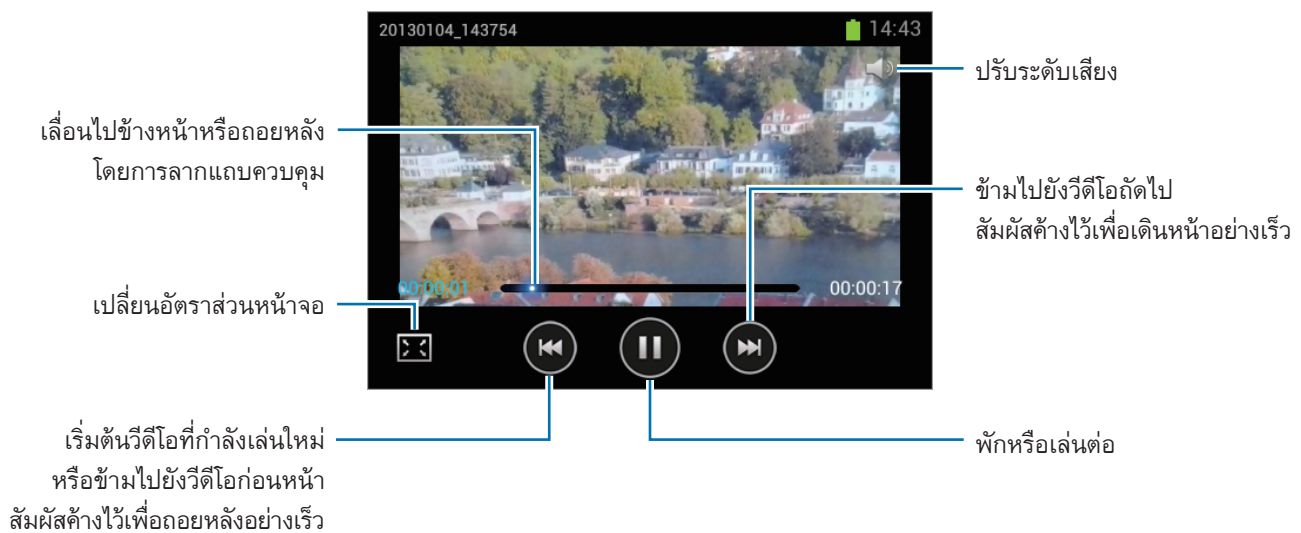 20130104_143754
14:43
ปรับระดับเสียง
เลื่อนไปข้างหน้าหรือถอยหลัง
โดยการลากแถบควบคุม
ข้ามไปยังวีดีโอถัดไป
สัมผัสค้างไว้เพื่อเดินหน้าอย่างเร็ว
00:00:01
00:00:17
เปลี่ยนอัตราส่วนหน้าจอ
เริ่มต้นวีดีโอที่กำลังเล่นใหม่
หรือข้ามไปยังวีดีโอก่อนหน้า
สัมผัสค้างไว้เพื่อถอยหลังอย่างเร็ว
พักหรือเล่นต่อ